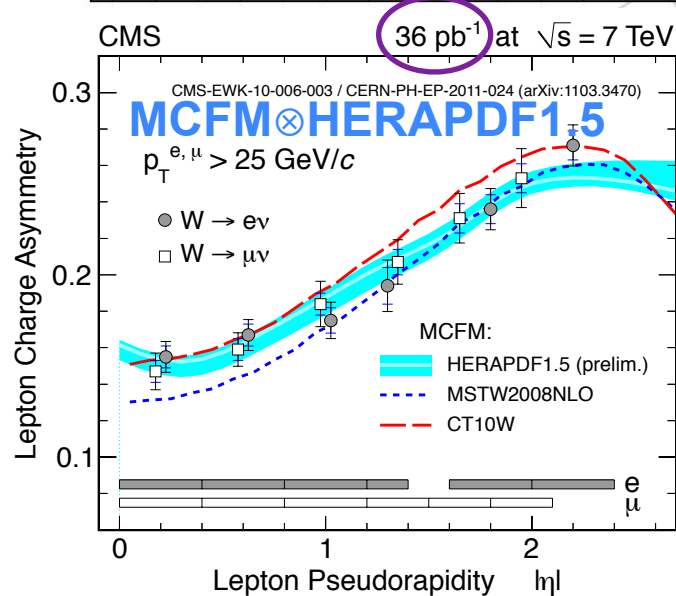 CMS 36 pb⁻¹ at √s = 7 TeV
CMS-EWK-10-006-003 / CERN-PH-EP-2011-024 (arXiv:1103.3470)
MCFM⊗HERAPDF1.5
p_T^{e, μ} > 25 GeV/c
W → eν
W → μν
MCFM:
HERAPDF1.5 (prelim.)
MSTW2008NLO
CT10W
e
μ
Lepton Charge Asymmetry
0.3
0.2
0.1
0 1 2
Lepton Pseudorapidity |η|